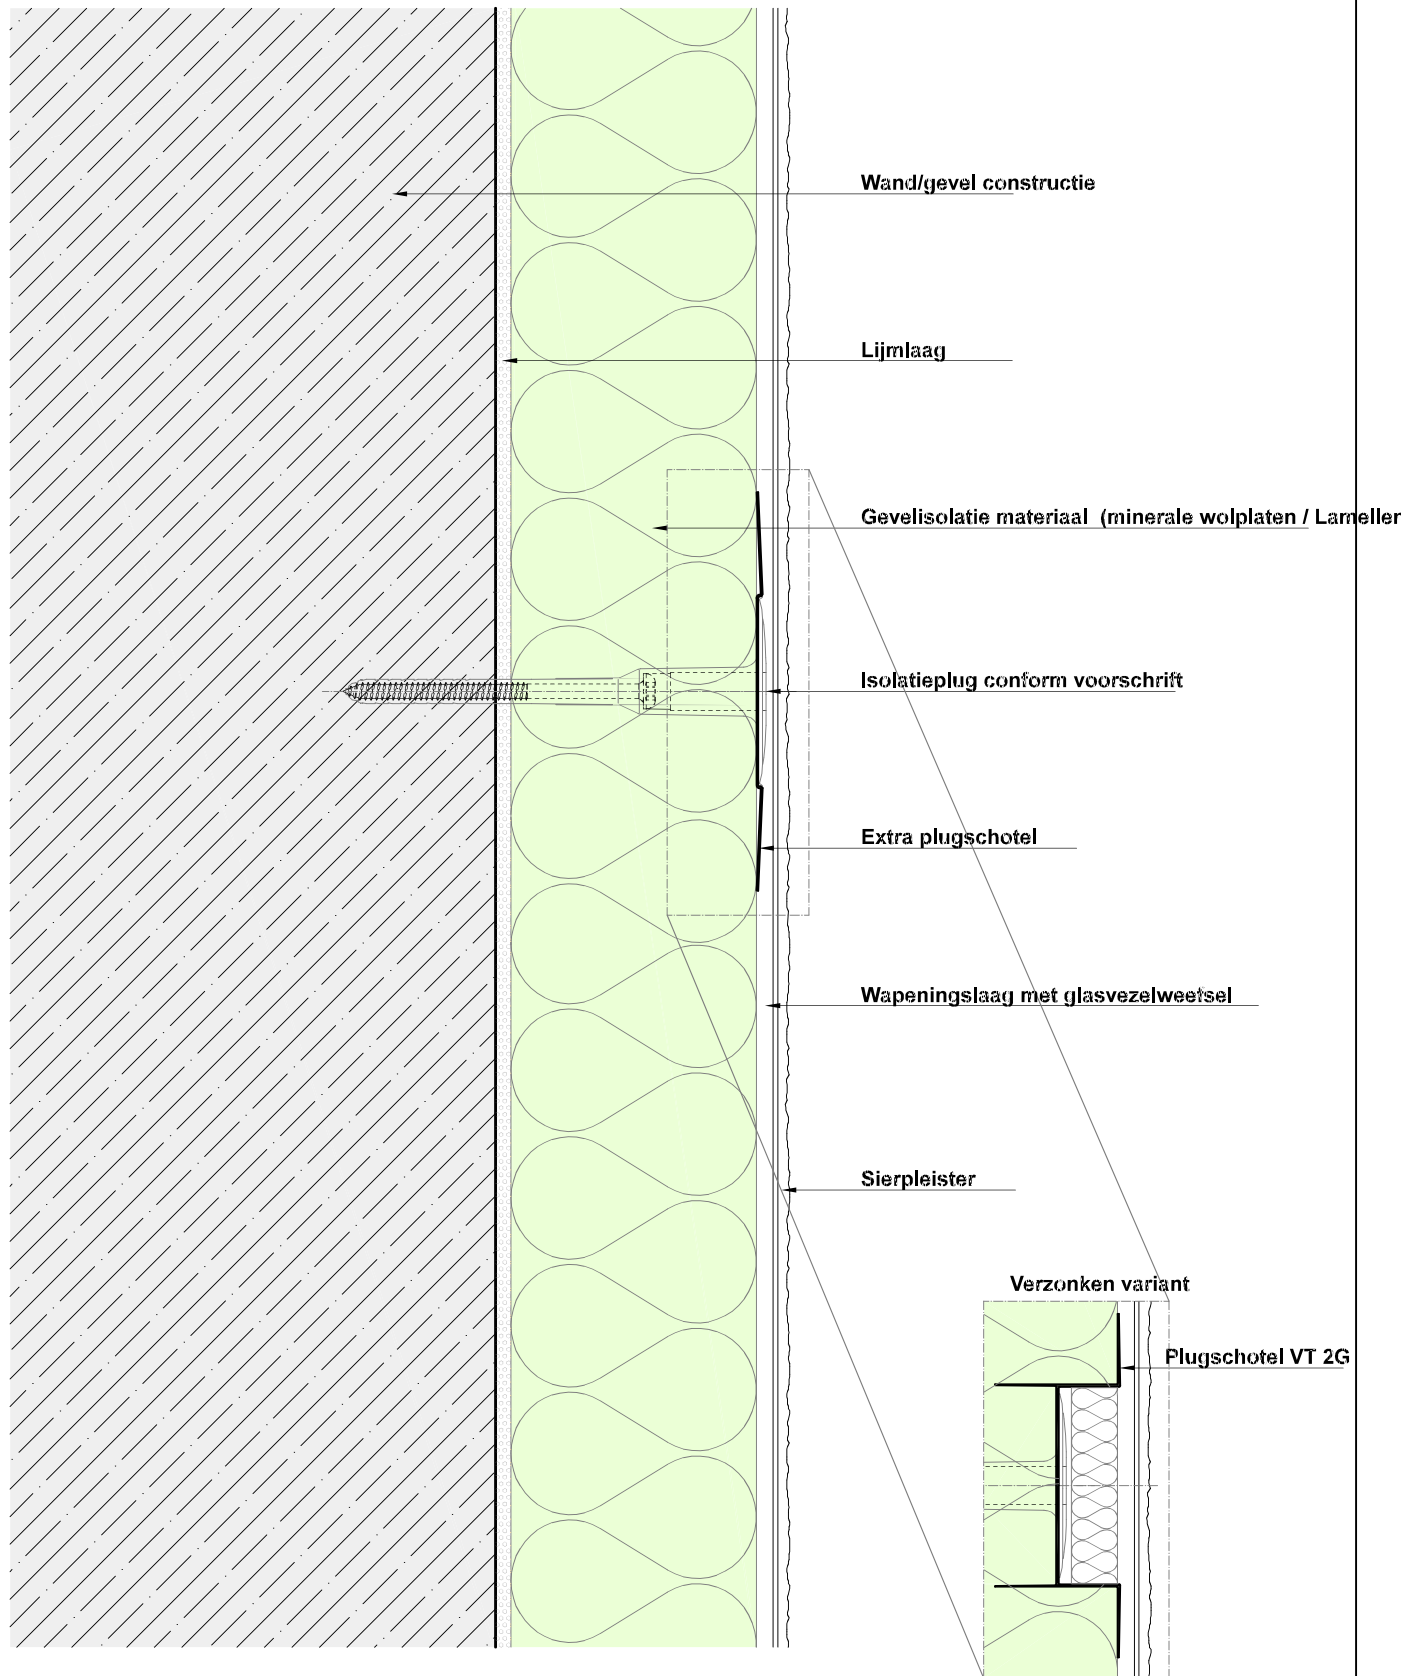 Wand/gevel constructie
Lijmlaag
Gevelisolatie materiaal (minerale wolplaten / Lamellen
Isolatieplug conform voorschrift
Extra plugschotel
Wapeningslaag met glasvezelweefsel
Sierpleister
Verzonken variant
Plugschotel VT 2G